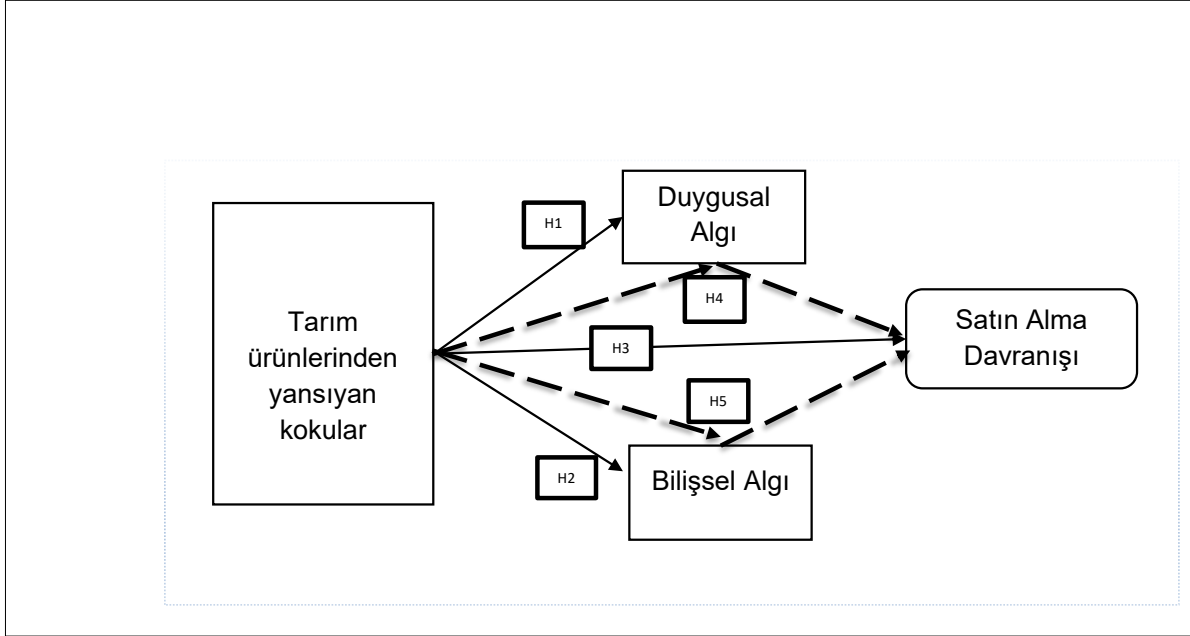 Duygusal
Algı
H1
H4
Tarım
ürünlerinden
yansıyan
kokular
H3
Satın Alma
Davranışı
H5
H2
Bilişsel Algı